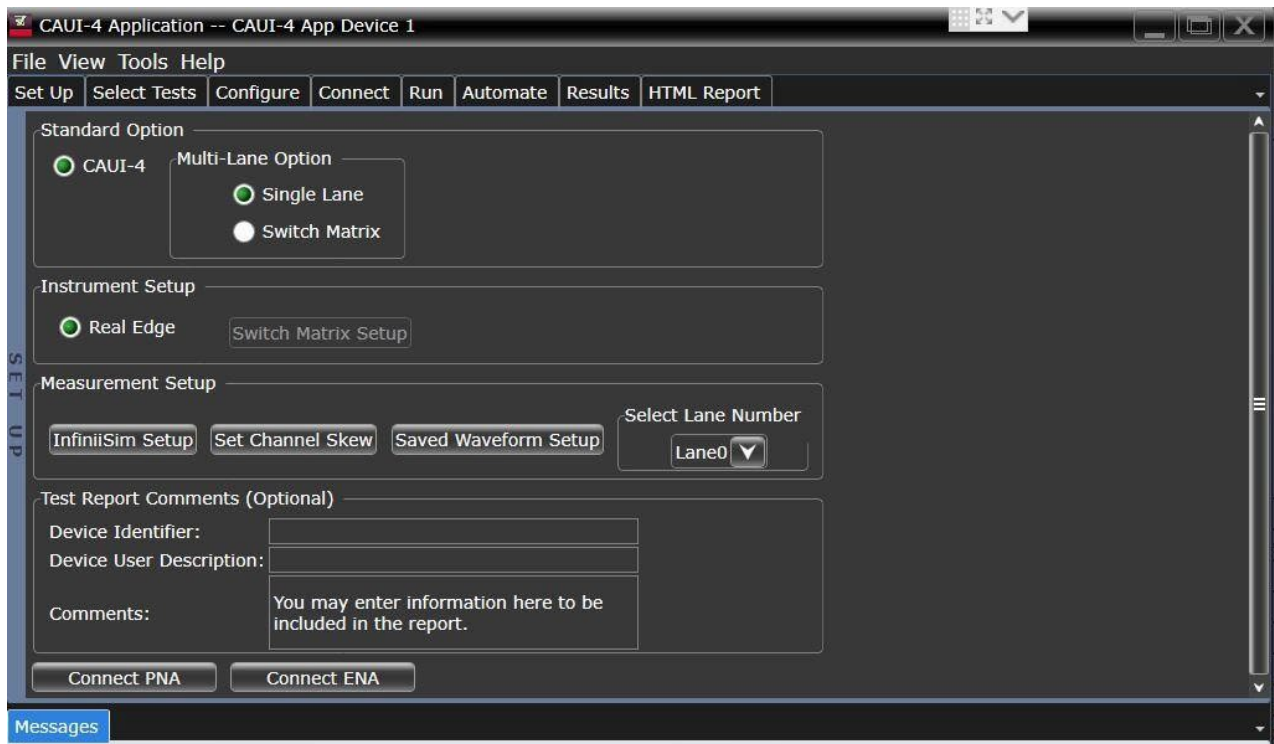 CAUI-4 Application -- CAUI-4 App Device 1
File View Tools Help
Set Up Select Tests Configure Connect Run Automate Results HTML Report
Standard Option
CAUI-4
Multi-Lane Option
Single Lane
Switch Matrix
Instrument Setup
Real Edge
Switch Matrix Setup
SET UP
Measurement Setup
InfiniiSim Setup Set Channel Skew Saved Waveform Setup
Select Lane Number
Lane0
Test Report Comments (Optional)
Device Identifier:
Device User Description:
Comments:
You may enter information here to be
included in the report.
Connect PNA Connect ENA
Messages